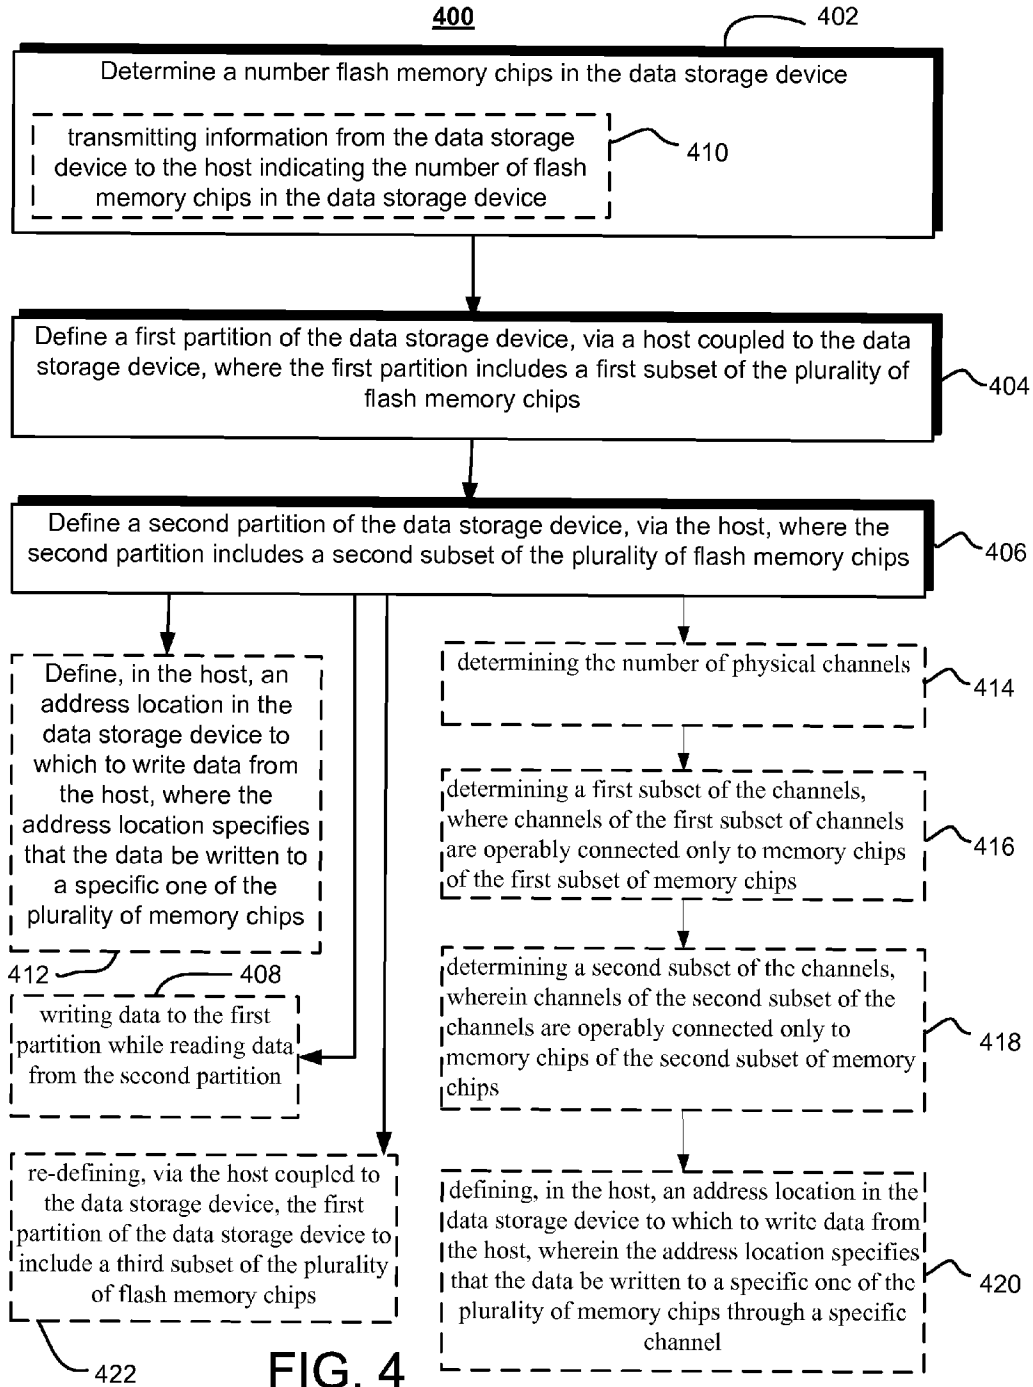 400
402
Determine a number flash memory chips in the data storage device
transmitting information from the data storage
device to the host indicating the number of flash
memory chips in the data storage device
410
Define a first partition of the data storage device, via a host coupled to the data
storage device, where the first partition includes a first subset of the plurality of
flash memory chips
404
Define a second partition of the data storage device, via the host, where the
second partition includes a second subset of the plurality of flash memory chips
406
Define, in the host, an
address location in the
data storage device to
which to write data from
the host, where the
address location specifies
that the data be written to
a specific one of the
plurality of memory chips
412
408
writing data to the first
partition while reading data
from the second partition
re-defining, via the host coupled to
the data storage device, the first
partition of the data storage device to
include a third subset of the plurality
of flash memory chips
422
determining the number of physical channels
414
determining a first subset of the channels,
where channels of the first subset of channels
are operably connected only to memory chips
of the first subset of memory chips
416
determining a second subset of the channels,
wherein channels of the second subset of the
channels are operably connected only to
memory chips of the second subset of memory
chips
418
defining, in the host, an address location in the
data storage device to which to write data from
the host, wherein the address location specifies
that the data be written to a specific one of the
plurality of memory chips through a specific
channel
420
FIG. 4